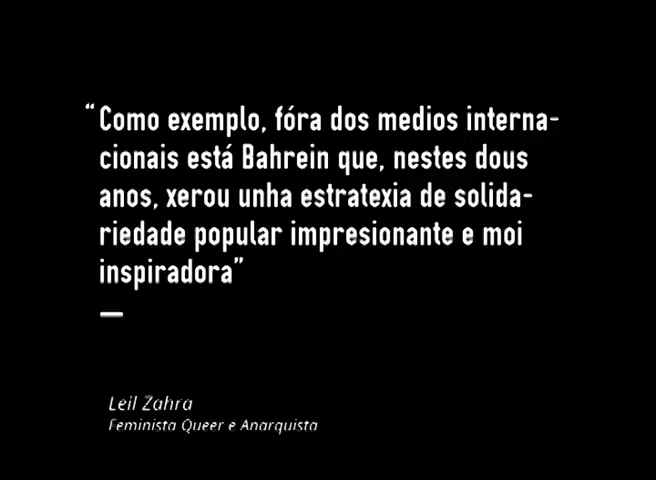 “Como exemplo, fóra dos medios interna-
cionais está Bahrein que, nestes dous
anos, xerou unha estratexia de solida-
riedade popular impresionante e moi
inspiradora”
Leil Zahra
Feminista Queer e Anarquista